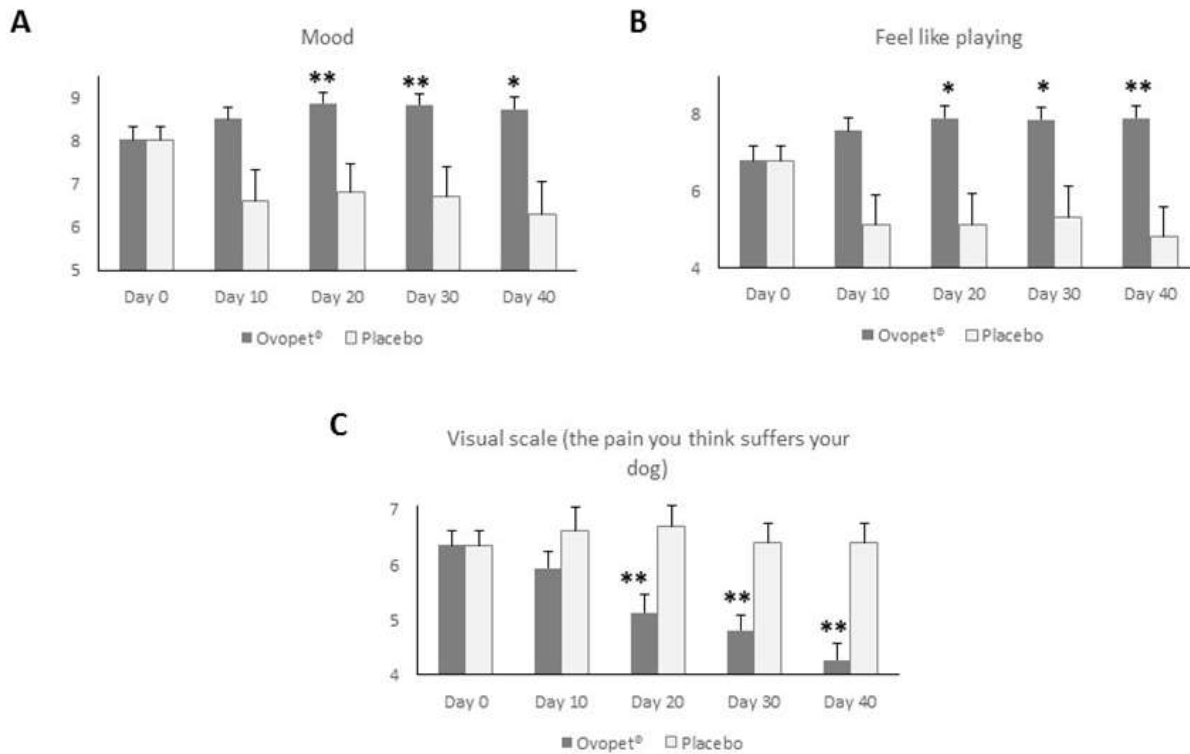 A
Mood
** ** *
9
8
7
6
5
Day 0 Day 10 Day 20 Day 30 Day 40
Ovopet® Placebo
B
Feel like playing
* * **
8
6
4
Day 0 Day 10 Day 20 Day 30 Day 40
Ovopet® Placebo
C
Visual scale (the pain you think suffers your
dog)
7
6
5
4
** ** **
Day 0 Day 10 Day 20 Day 30 Day 40
Ovopet® Placebo